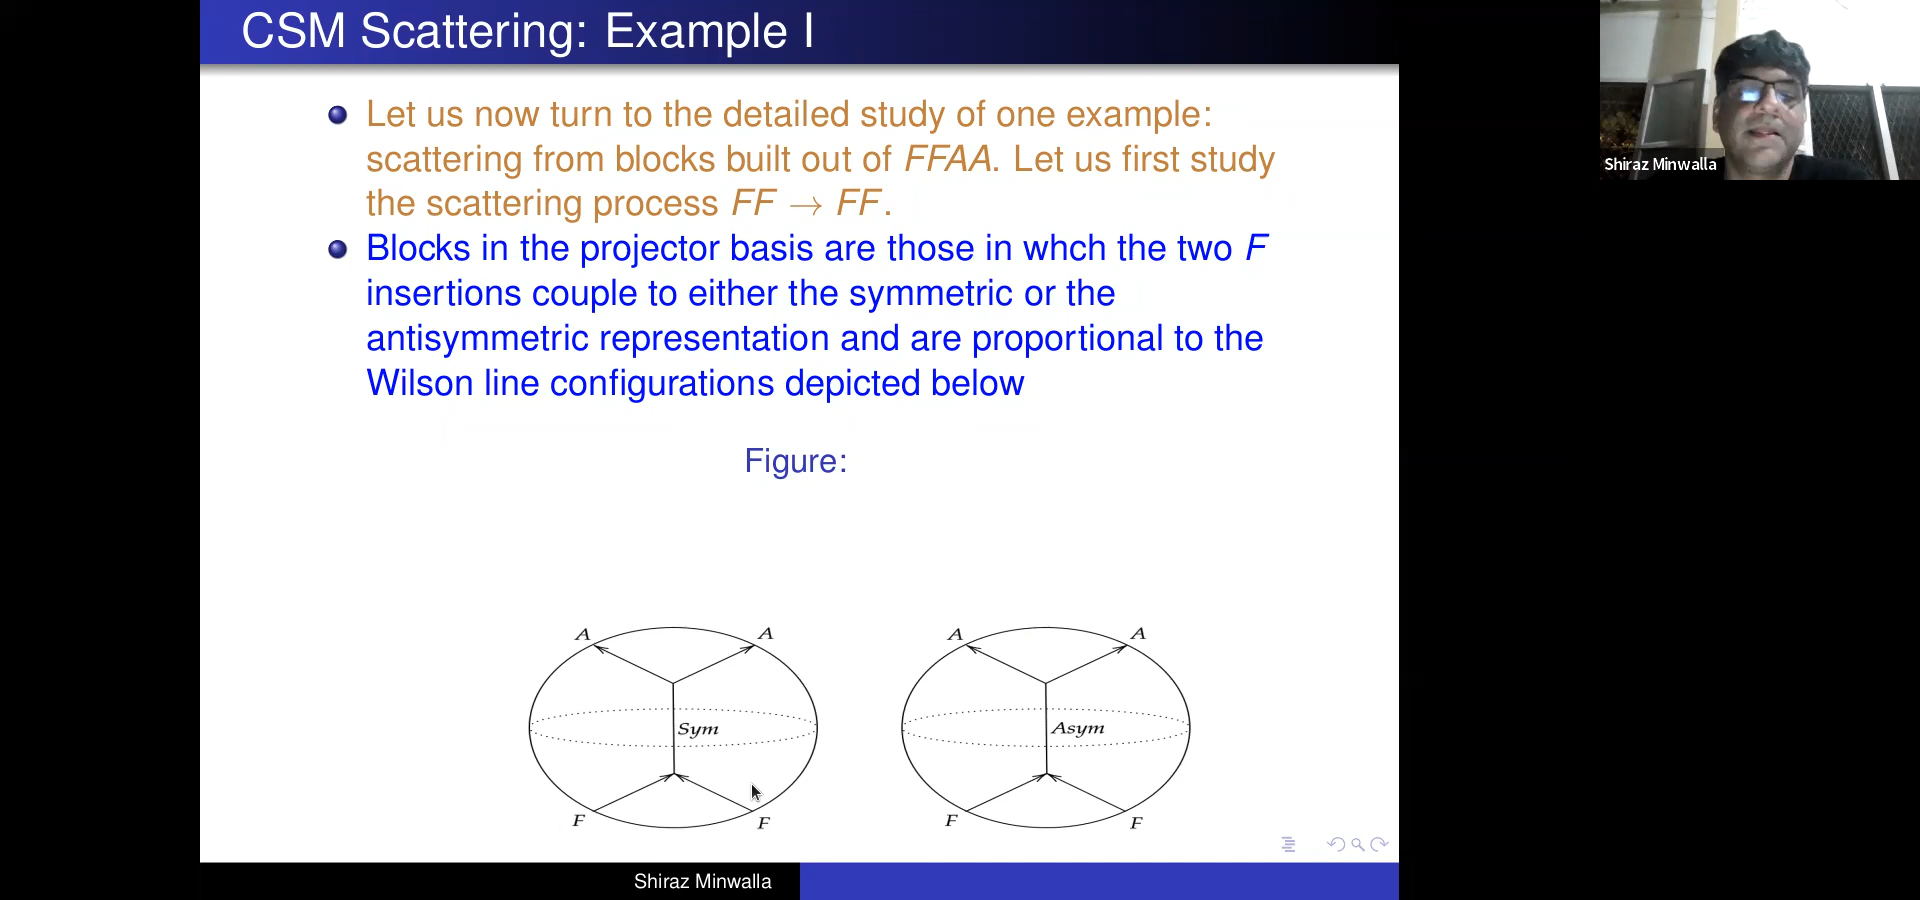 CSM Scattering: Example I
Let us now turn to the detailed study of one example:
scattering from blocks built out of FFAA. Let us first study
the scattering process FF → FF.
Blocks in the projector basis are those in whch the two F
insertions couple to either the symmetric or the
antisymmetric representation and are proportional to the
Wilson line configurations depicted below
Figure:
A A A A
Sym Asym
F F F F
Shiraz Minwalla
Shiraz Minwalla